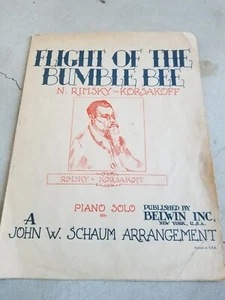 FLIGHT OF THE
BUMBLE BEE
N. RIMSKY-KORSAKOFF
RIMSKY-KORSAKOFF
PIANO SOLO
PUBLISHED BY
BELWIN INC.
NEW YORK, U.S.A.
A
JOHN W. SCHAUM ARRANGEMENT